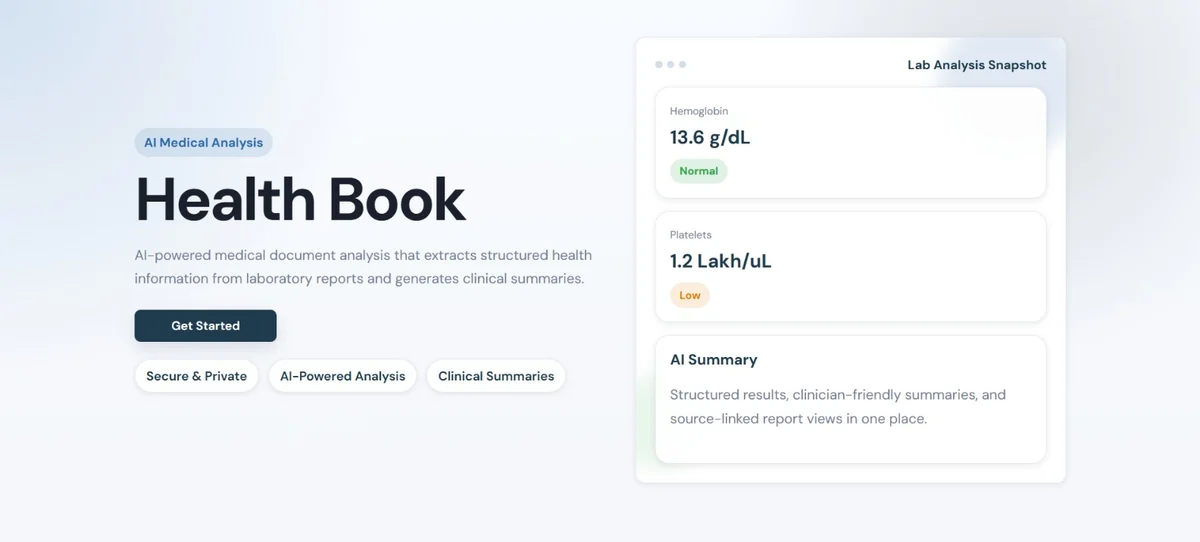 AI Medical Analysis
Health Book
AI-powered medical document analysis that extracts structured health
information from laboratory reports and generates clinical summaries.
Get Started
Secure & Private
AI-Powered Analysis
Clinical Summaries
Lab Analysis Snapshot
Hemoglobin
13.6 g/dL
Normal
Platelets
1.2 Lakh/uL
Low
AI Summary
Structured results, clinician-friendly summaries, and
source-linked report views in one place.